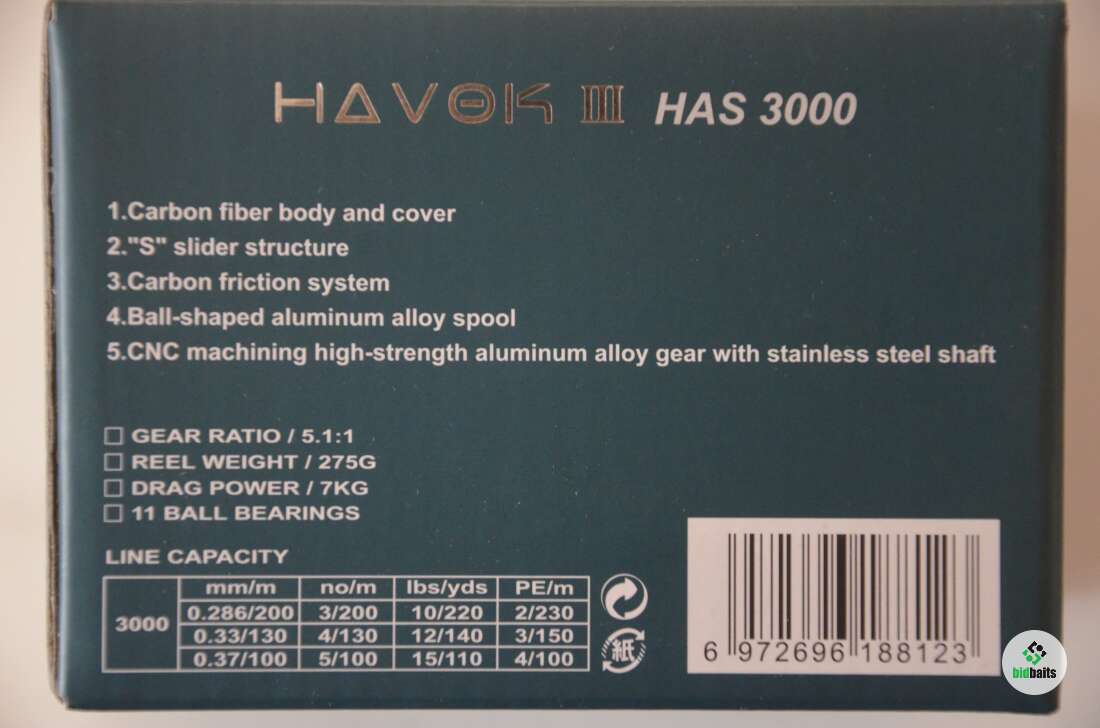 HAVOK III HAS 3000
1.Carbon fiber body and cover
2."S" slider structure
3.Carbon friction system
4.Ball-shaped aluminum alloy spool
5.CNC machining high-strength aluminum alloy gear with stainless steel shaft
GEAR RATIO / 5.1:1
REEL WEIGHT / 275G
DRAG POWER / 7KG
11 BALL BEARINGS
LINE CAPACITY
mm/m no/m lbs/yds PE/m
3000
0.286/200 3/200 10/220 2/230
0.33/130 4/130 12/140 3/150
0.37/100 5/100 15/110 4/100
紙
6 972696 188123
bidbaits